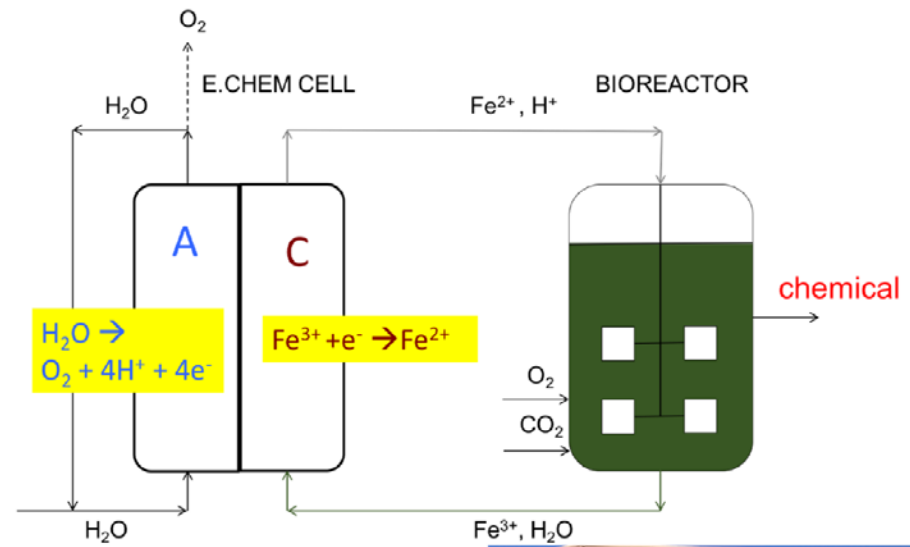 O₂
E.CHEM CELL
BIOREACTOR
H₂O
Fe²⁺, H⁺
A
C
chemical
H₂O →
O₂ + 4H⁺ + 4e⁻
Fe³⁺ +e⁻ →Fe²⁺
O₂
CO₂
H₂O
Fe³⁺, H₂O